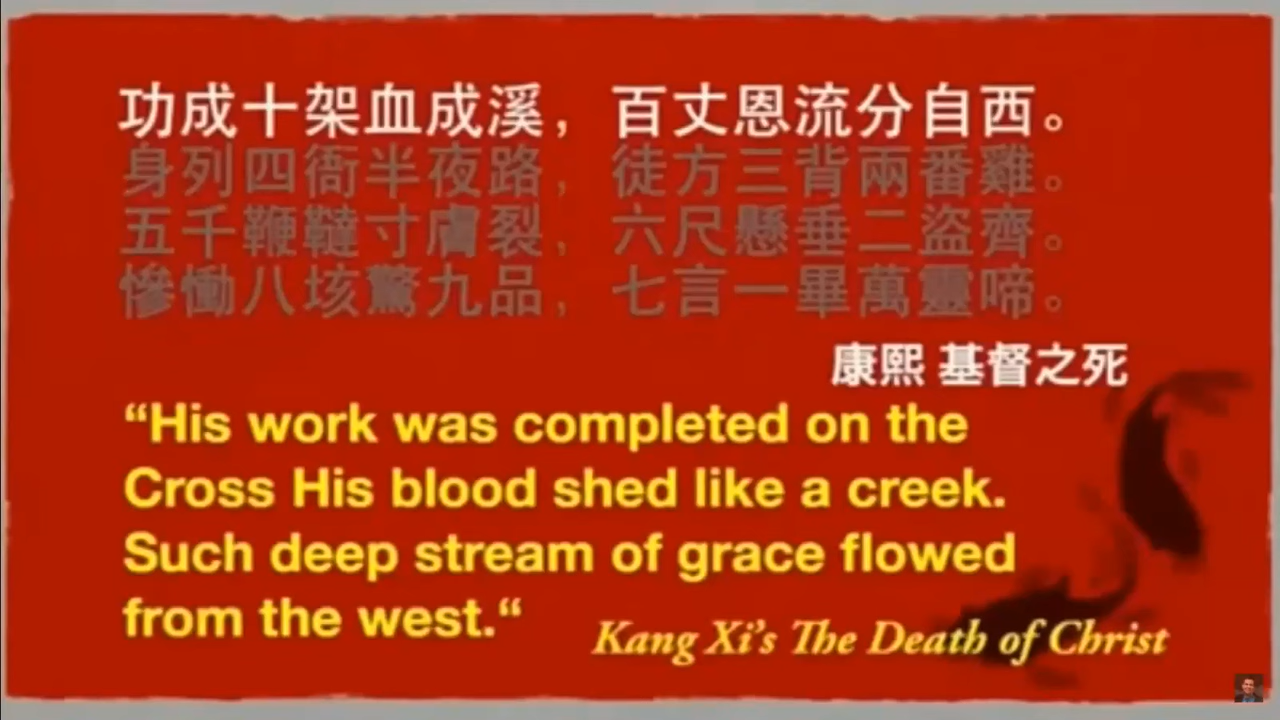 功成十架血成溪，百丈恩流分自西。
身列四衙半夜路，徒方三背兩番雞。
五千鞭韃寸膚裂，六尺懸垂二盜齊。
慘慟八垓驚九品，七言一畢萬靈啼。
康熙 基督之死
“His work was completed on the
Cross His blood shed like a creek.
Such deep stream of grace flowed
from the west.“
Kang Xi’s The Death of Christ